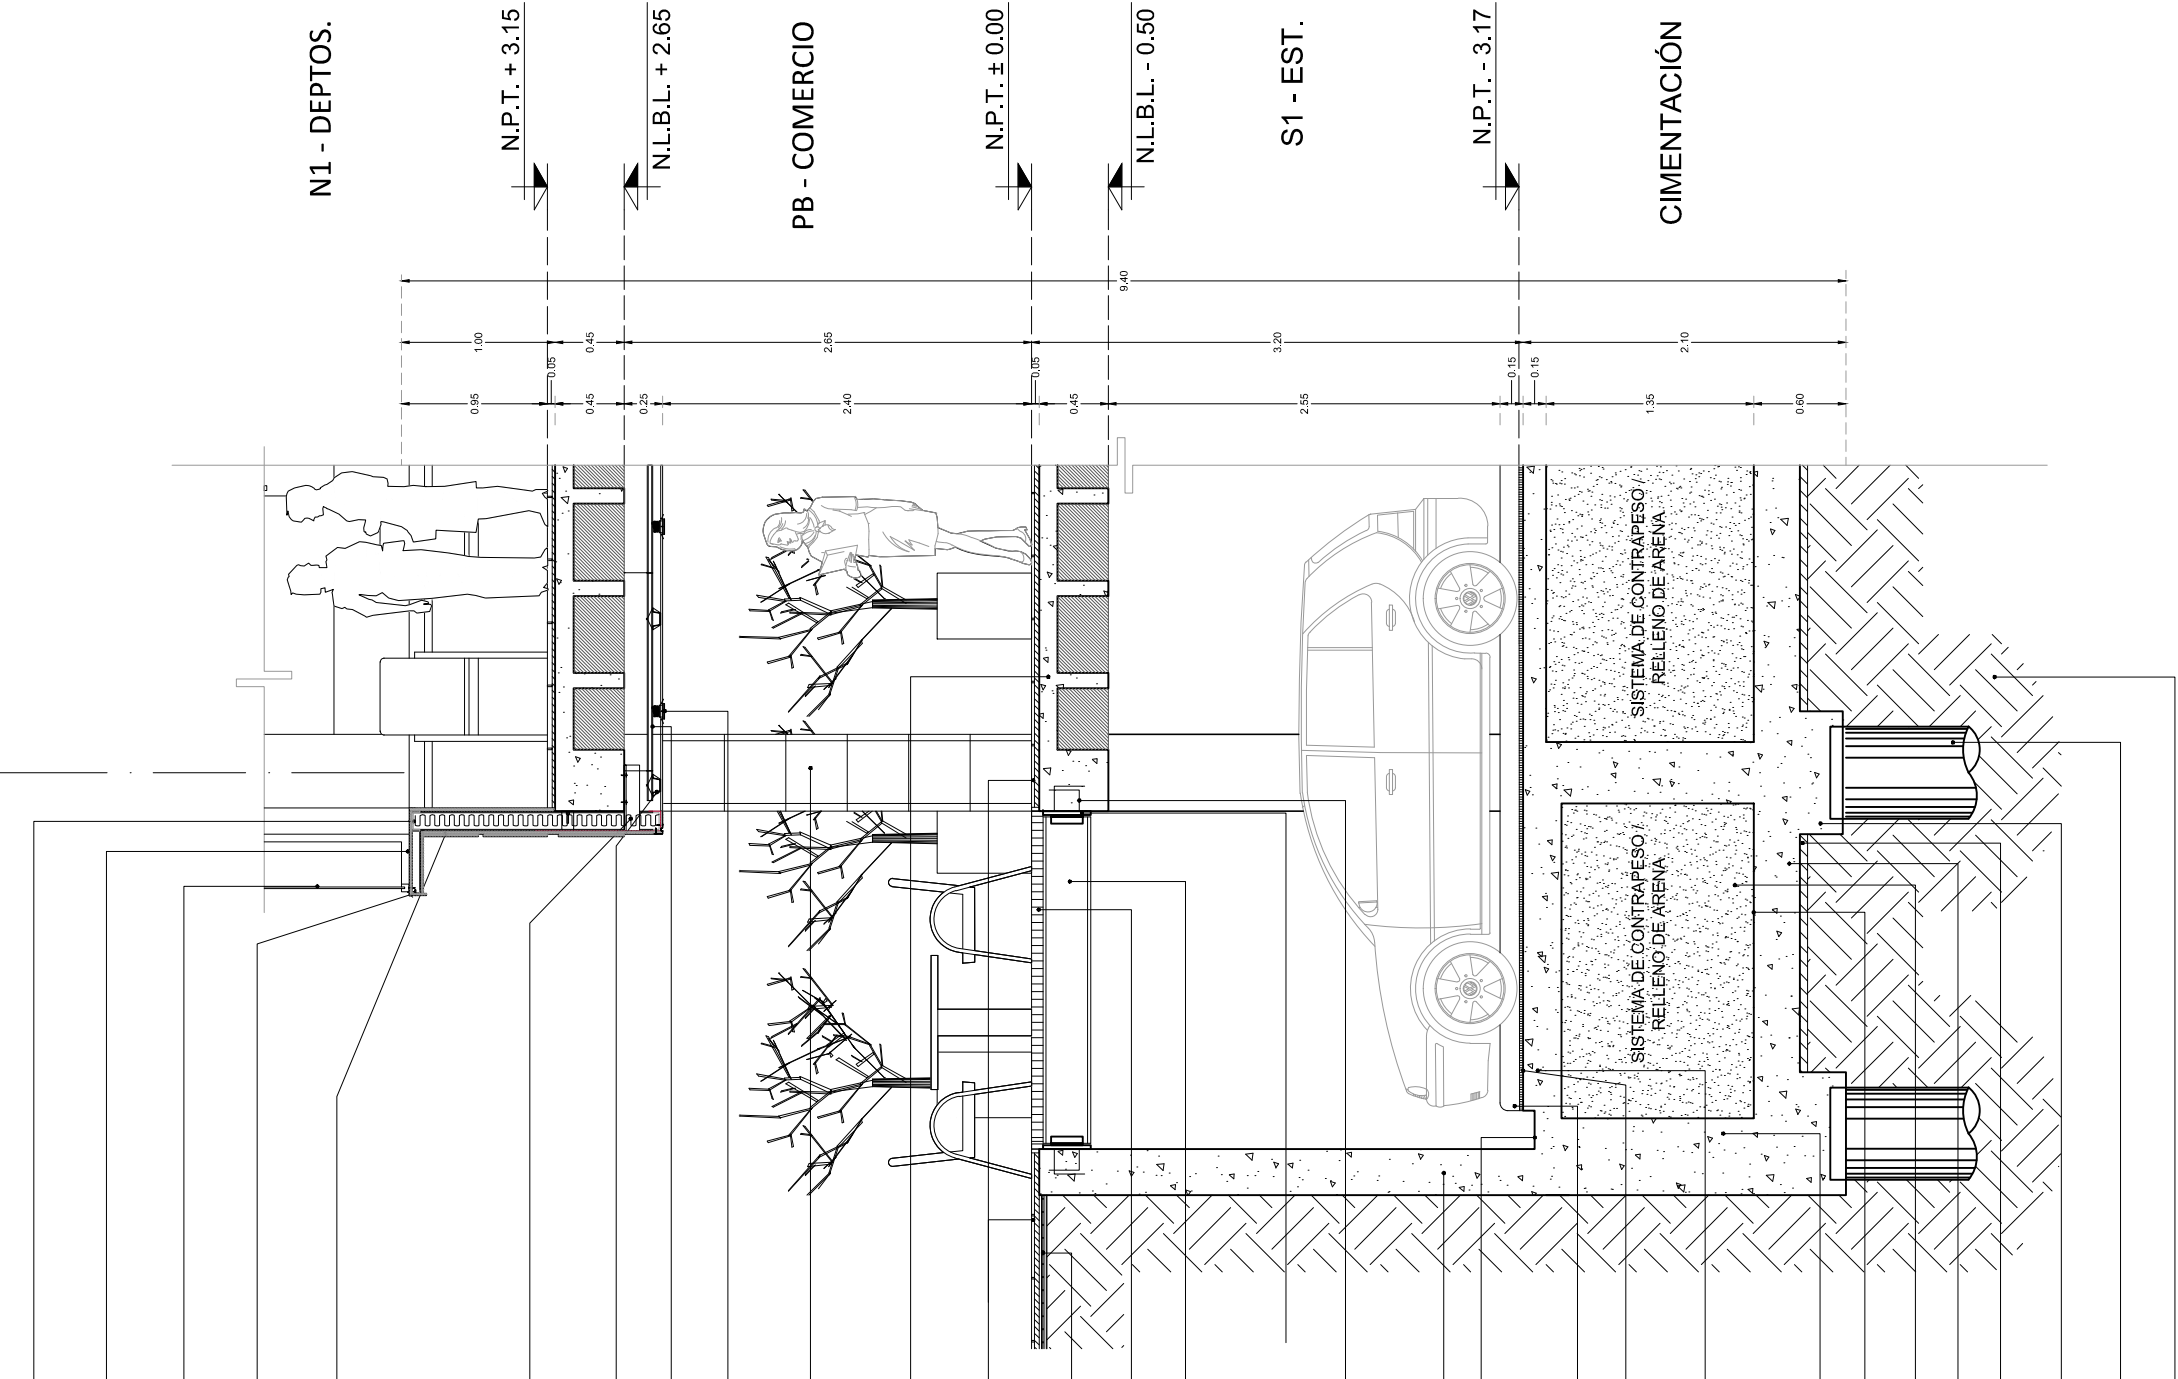 N1 - DEPTOS.
N.P.T. + 3.15
N.L.B.L. + 2.65
PB - COMERCIO
N.P.T. ± 0.00
N.L.B.L. - 0.50
S1 - EST.
N.P.T. - 3.17
CIMENTACIÓN
9.40
1.00
0.45
2.65
3.20
2.10
0.05
0.05
0.15
0.15
0.95
0.45
0.25
2.40
0.45
2.55
1.35
0.60
SISTEMA DE CONTRAPESO /
RELLENO DE ARENA
SISTEMA DE CONTRAPESO /
RELLENO DE ARENA